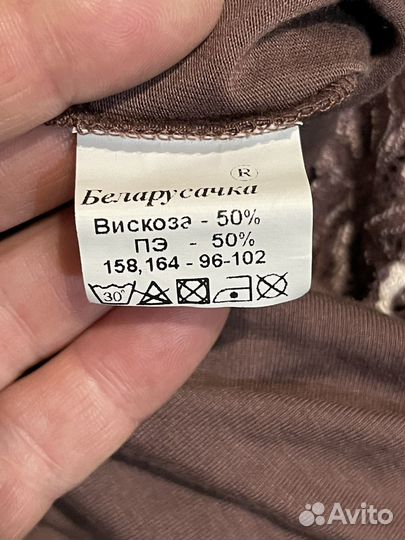 ®
Беларусачка
Вискоза - 50%
ПЭ - 50%
158,164 - 96-102
30°
Avito